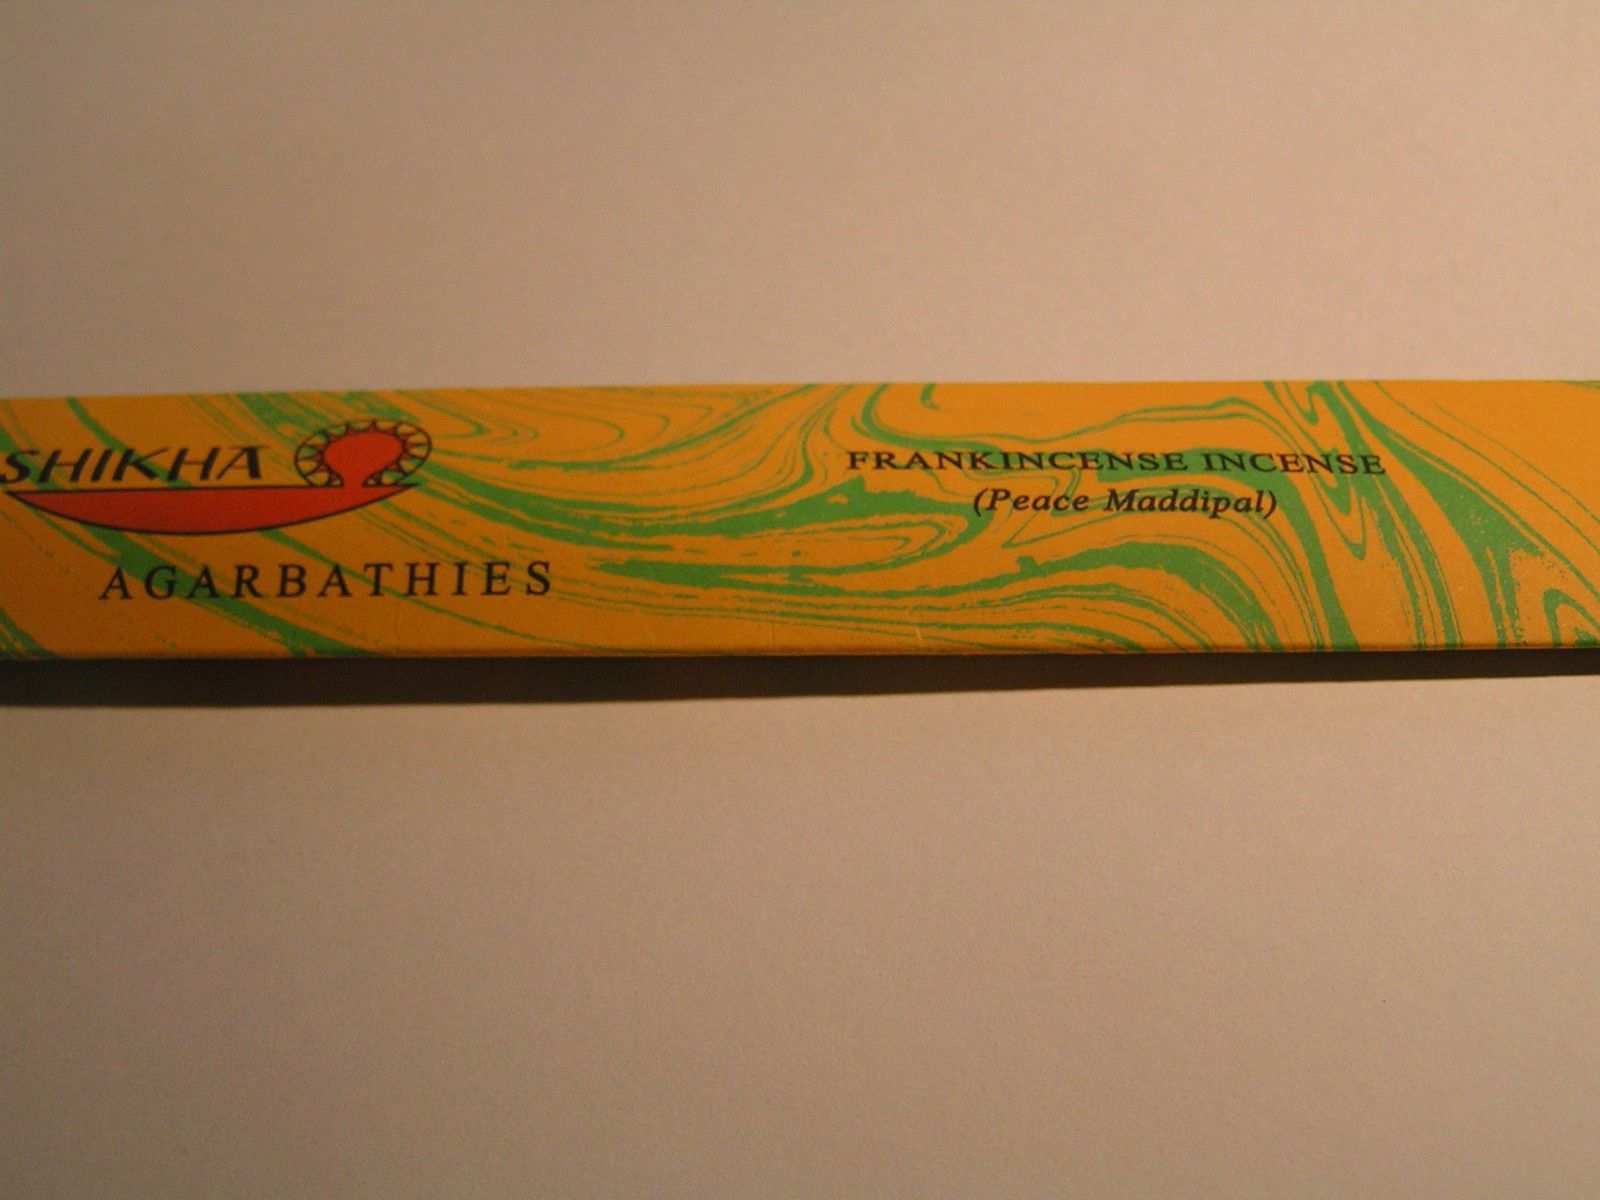 SHIKHA
AGARBATHIES
FRANKINCENSE INCENSE
(Peace Maddipal)